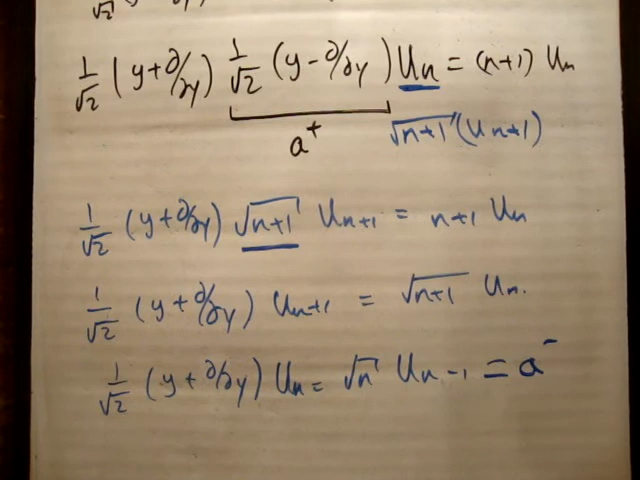 1/√2 (y+∂/∂y) 1/√2 (y-∂/∂y) Un = (n+1) Un
a⁺ √n+1 (Un+1)
1/√2 (y+∂/∂y) √n+1 Un+1 = n+1 Un
1/√2 (y+∂/∂y) Un+1 = √n+1 Un.
1/√2 (y+∂/∂y) Un = √n Un-1 = a⁻